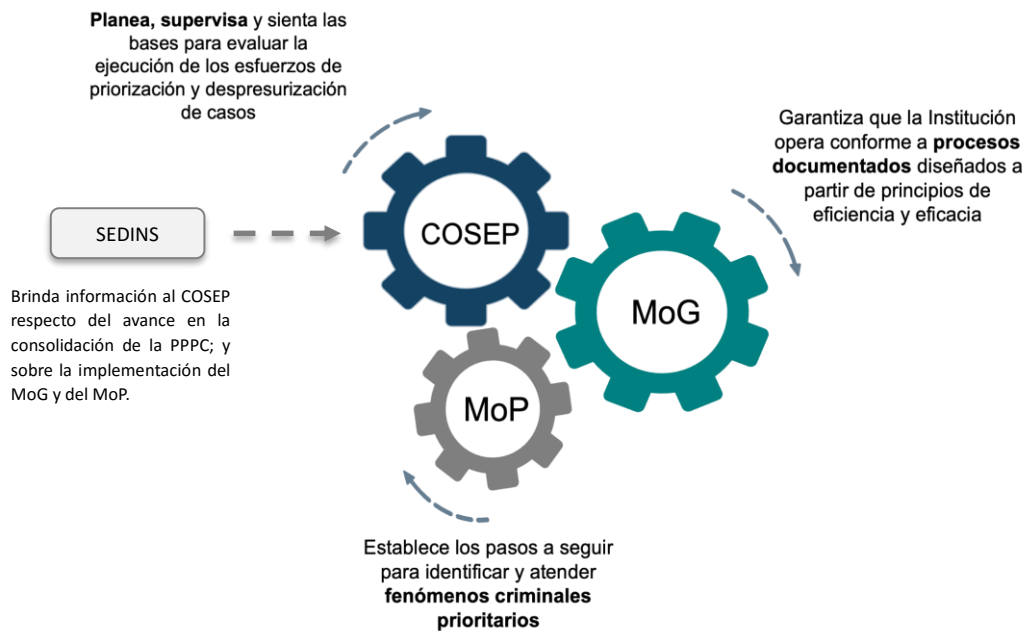 Planea, supervisa y sienta las
bases para evaluar la
ejecución de los esfuerzos de
priorización y despresurización
de casos
Garantiza que la Institución
opera conforme a procesos
documentados diseñados a
partir de principios de
eficiencia y eficacia
SEDINS
COSEP
Brinda información al COSEP
respecto del avance en la
consolidación de la PPPC; y
sobre la implementación del
MoG y del MoP.
MoG
MoP
Establece los pasos a seguir
para identificar y atender
fenómenos criminales
prioritarios